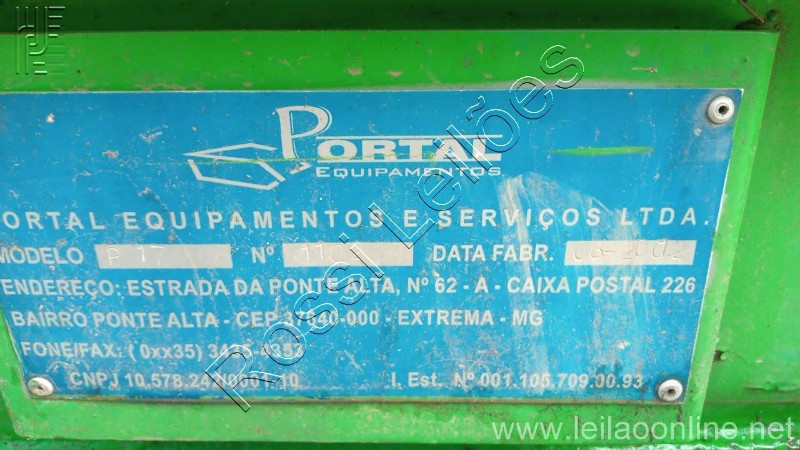 PORTAL
EQUIPAMENTOS
ORTAL EQUIPAMENTOS E SERVIÇOS LTDA.
MODELO P 17 Nº DATA FABR.
ENDEREÇO: ESTRADA DA PONTE ALTA, Nº 62 - A - CAIXA POSTAL 226
BAIRRO PONTE ALTA - CEP - EXTREMA - MG
FONE/FAX: ( 0xx35)
CNPJ I. Est. Nº 001.105.709.00.93
Rossi Leilões
www.leilaoonline.net